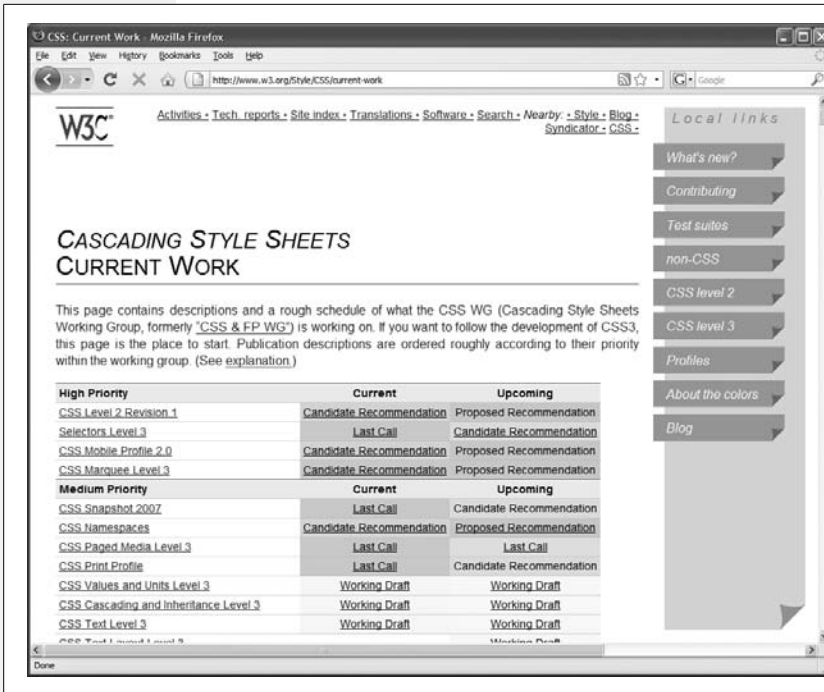 CSS: Current Work - Mozilla Firefox
File Edit View History Bookmarks Tools Help
http://www.w3.org/Style/CSS/current-work
G Google
W3C
Activities • Tech. reports • Site index • Translations • Software • Search • Nearby: • Style • Blog •
Syndicator • CSS •
CASCADING STYLE SHEETS
CURRENT WORK
This page contains descriptions and a rough schedule of what the CSS WG (Cascading Style Sheets
Working Group, formerly "CSS & FP WG") is working on. If you want to follow the development of CSS3,
this page is the place to start. Publication descriptions are ordered roughly according to their priority
within the working group. (See explanation.)
High Priority Current Upcoming
CSS Level 2 Revision 1 Candidate Recommendation Proposed Recommendation
Selectors Level 3 Last Call Candidate Recommendation
CSS Mobile Profile 2.0 Candidate Recommendation Proposed Recommendation
CSS Marquee Level 3 Candidate Recommendation Proposed Recommendation
Medium Priority Current Upcoming
CSS Snapshot 2007 Last Call Candidate Recommendation
CSS Namespaces Candidate Recommendation Proposed Recommendation
CSS Paged Media Level 3 Last Call Last Call
CSS Print Profile Last Call Candidate Recommendation
CSS Values and Units Level 3 Working Draft Working Draft
CSS Cascading and Inheritance Level 3 Working Draft Working Draft
CSS Text Level 3 Working Draft Working Draft
CSS Text Layout Level 3 Working Draft
Local links
What's new?
Contributing
Test suites
non-CSS
CSS level 2
CSS level 3
Profiles
About the colors
Blog
Done